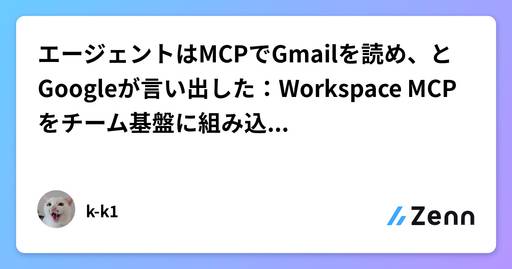 エージェントはMCPでGmailを読め、と
Googleが言い出した：Workspace MCP
をチーム基盤に組み込...
k-k1
Zenn